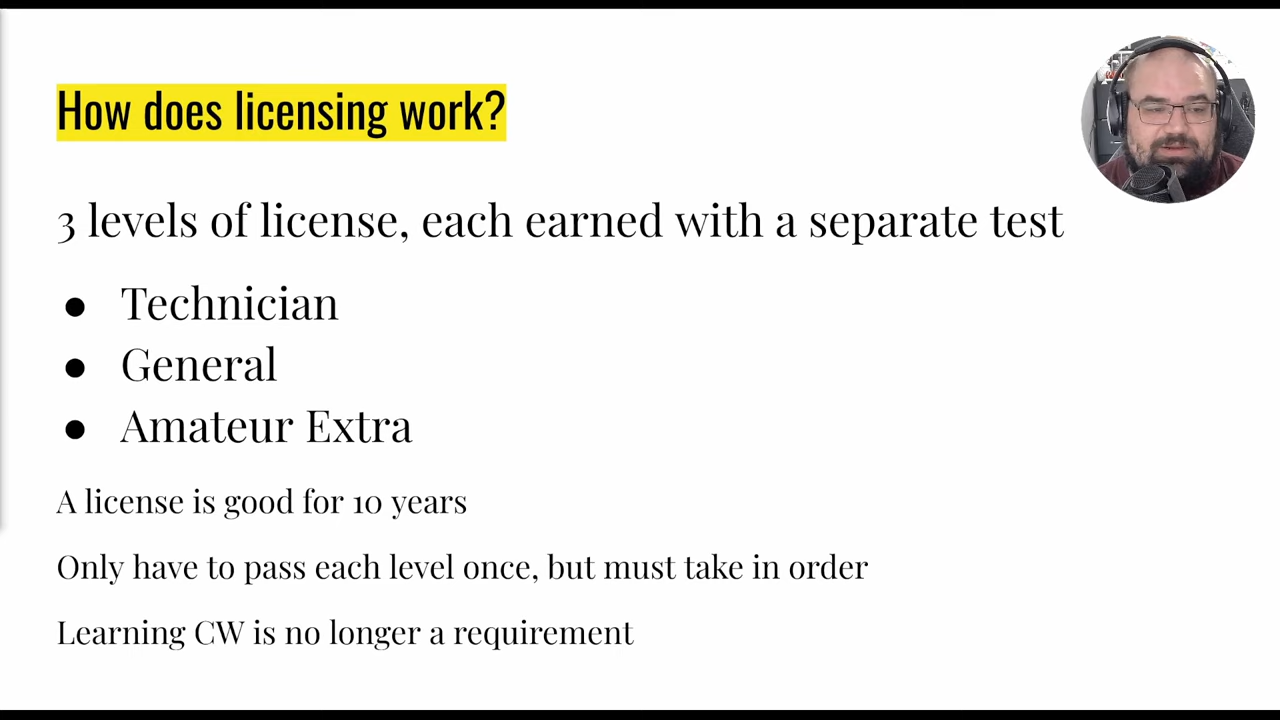 How does licensing work?
3 levels of license, each earned with a separate test
● Technician
● General
● Amateur Extra
A license is good for 10 years
Only have to pass each level once, but must take in order
Learning CW is no longer a requirement